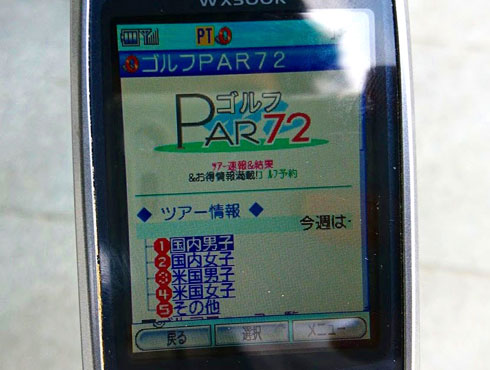 WX300K
PT
ゴルフPAR72
ゴルフ
PAR72
ﾂｱｰ速報&結果
&お得情報満載!ｺﾞﾙﾌ予約
◆ ツアー情報 ◆
今週は
1 国内男子
2 国内女子
3 米国男子
4 米国女子
5 その他
戻る 選択 メニュー